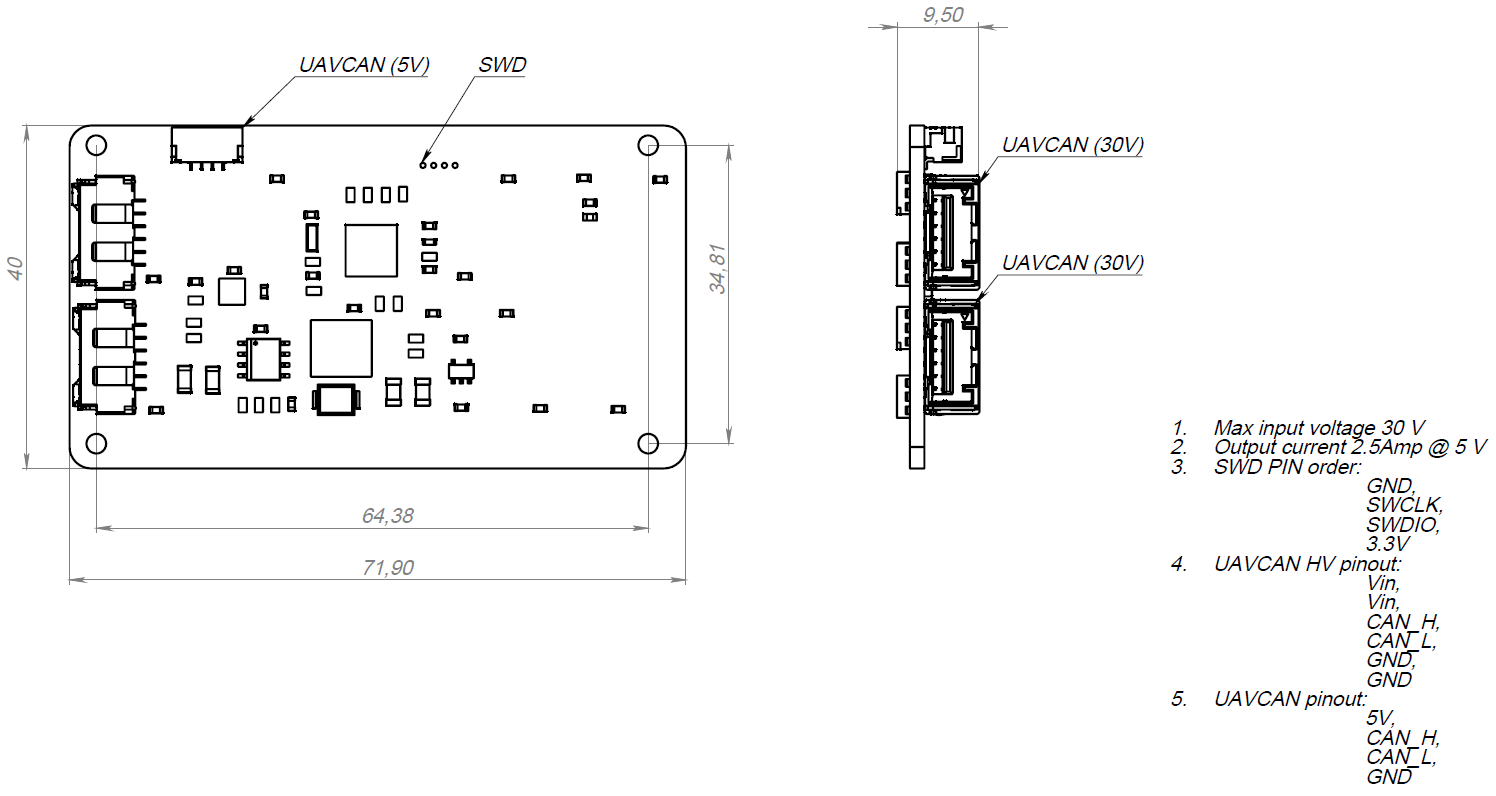 9,50
UAVCAN (5V)
SWD
UAVCAN (30V)
40
34,81
UAVCAN (30V)
64,38
71,90
1. Max input voltage 30 V
2. Output current 2.5Amp @ 5 V
3. SWD PIN order:
GND,
SWCLK,
SWDIO,
3.3V
4. UAVCAN HV pinout:
Vin,
Vin,
CAN_H,
CAN_L,
GND,
GND
5. UAVCAN pinout:
5V,
CAN_H,
CAN_L,
GND